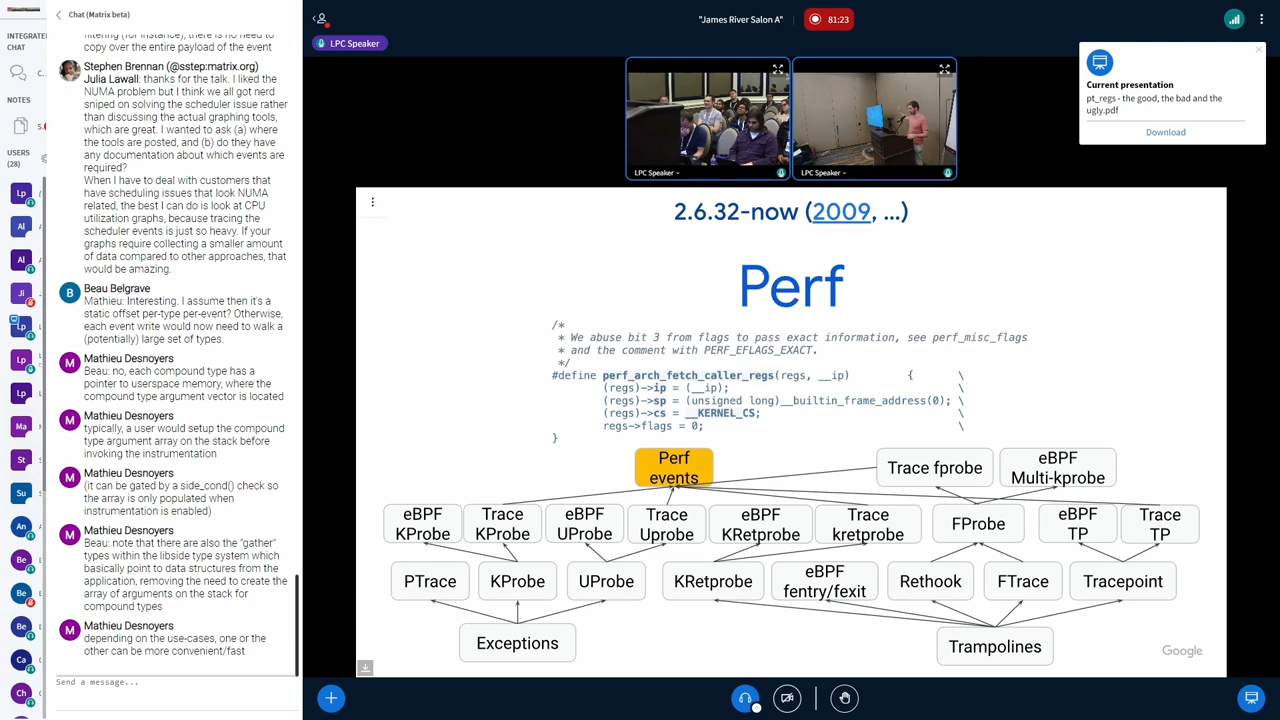 INTEGRATE
CHAT
NOTES
USERS
(28)
Chat (Matrix beta)
filtering (for instance), there is no need to
copy over the entire payload of the event
Stephen Brennan (@sstep:matrix.org)
Julia Lawall: thanks for the talk. I liked the
NUMA problem but I think we all got nerd
sniped on solving the scheduler issue rather
than discussing the actual graphing tools,
which are great. I wanted to ask (a) where
the tools are posted, and (b) do they have
any documentation about which events are
required?
When I have to deal with customers that
have scheduling issues that look NUMA
related, the best I can do is look at CPU
utilization graphs, because tracing the
scheduler events is just so heavy. If your
graphs require collecting a smaller amount
of data compared to other approaches, that
would be amazing.
B
Beau Belgrave
Mathieu: Interesting. I assume then it's a
static offset per-type per-event? Otherwise,
each event write would now need to walk a
(potentially) large set of types.
M
Mathieu Desnoyers
Beau: no, each compound type has a
pointer to userspace memory, where the
compound type argument vector is located
M
Mathieu Desnoyers
typically, a user would setup the compound
type argument array on the stack before
invoking the instrumentation
M
Mathieu Desnoyers
(it can be gated by a side_cond() check so
the array is only populated when
instrumentation is enabled)
M
Mathieu Desnoyers
Beau: note that there are also the "gather"
types within the libside type system which
basically point to data structures from the
application, removing the need to create the
array of arguments on the stack for
compound types
M
Mathieu Desnoyers
depending on the use-cases, one or the
other can be more convenient/fast
Send a message...
Lp
Al
Al
Ji
Lp
Lp
Lp
Ma
St
Su
An
Be
Be
Be
Ca
Ch
"James River Salon A"
81:23
LPC Speaker
LPC Speaker
LPC Speaker
Current presentation
pt_regs - the good, the bad and the
ugly.pdf
Download
2.6.32-now (2009, ...)
Perf
/*
* We abuse bit 3 from flags to pass exact information, see perf_misc_flags
* and the comment with PERF_EFLAGS_EXACT.
*/
#define perf_arch_fetch_caller_regs(regs, __ip) { \
(regs)->ip = (__ip); \
(regs)->sp = (unsigned long)__builtin_frame_address(0); \
(regs)->cs = __KERNEL_CS; \
regs->flags = 0; \
}
Perf
events
Trace fprobe
eBPF
Multi-kprobe
eBPF
KProbe
Trace
KProbe
eBPF
UProbe
Trace
Uprobe
eBPF
KRetprobe
Trace
kretprobe
FProbe
eBPF
TP
Trace
TP
PTrace
KProbe
UProbe
KRetprobe
eBPF
fentry/fexit
Rethook
FTrace
Tracepoint
Exceptions
Trampolines
Google